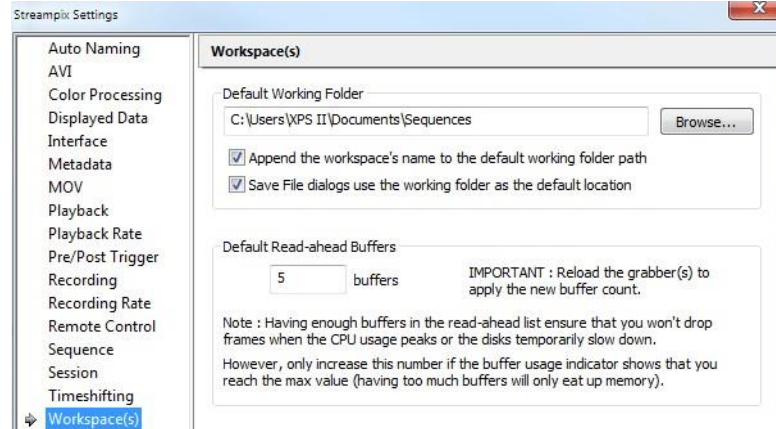 Streampix Settings
Auto Naming
AVI
Color Processing
Displayed Data
Interface
Metadata
MOV
Playback
Playback Rate
Pre/Post Trigger
Recording
Recording Rate
Remote Control
Sequence
Session
Timeshifting
Workspace(s)
Workspace(s)
Default Working Folder
C:\Users\XPS II\Documents\Sequences
Browse...
Append the workspace's name to the default working folder path
Save File dialogs use the working folder as the default location
Default Read-ahead Buffers
5 buffers
IMPORTANT : Reload the grabber(s) to
apply the new buffer count.
Note : Having enough buffers in the read-ahead list ensure that you won't drop
frames when the CPU usage peaks or the disks temporarily slow down.
However, only increase this number if the buffer usage indicator shows that you
reach the max value (having too much buffers will only eat up memory).